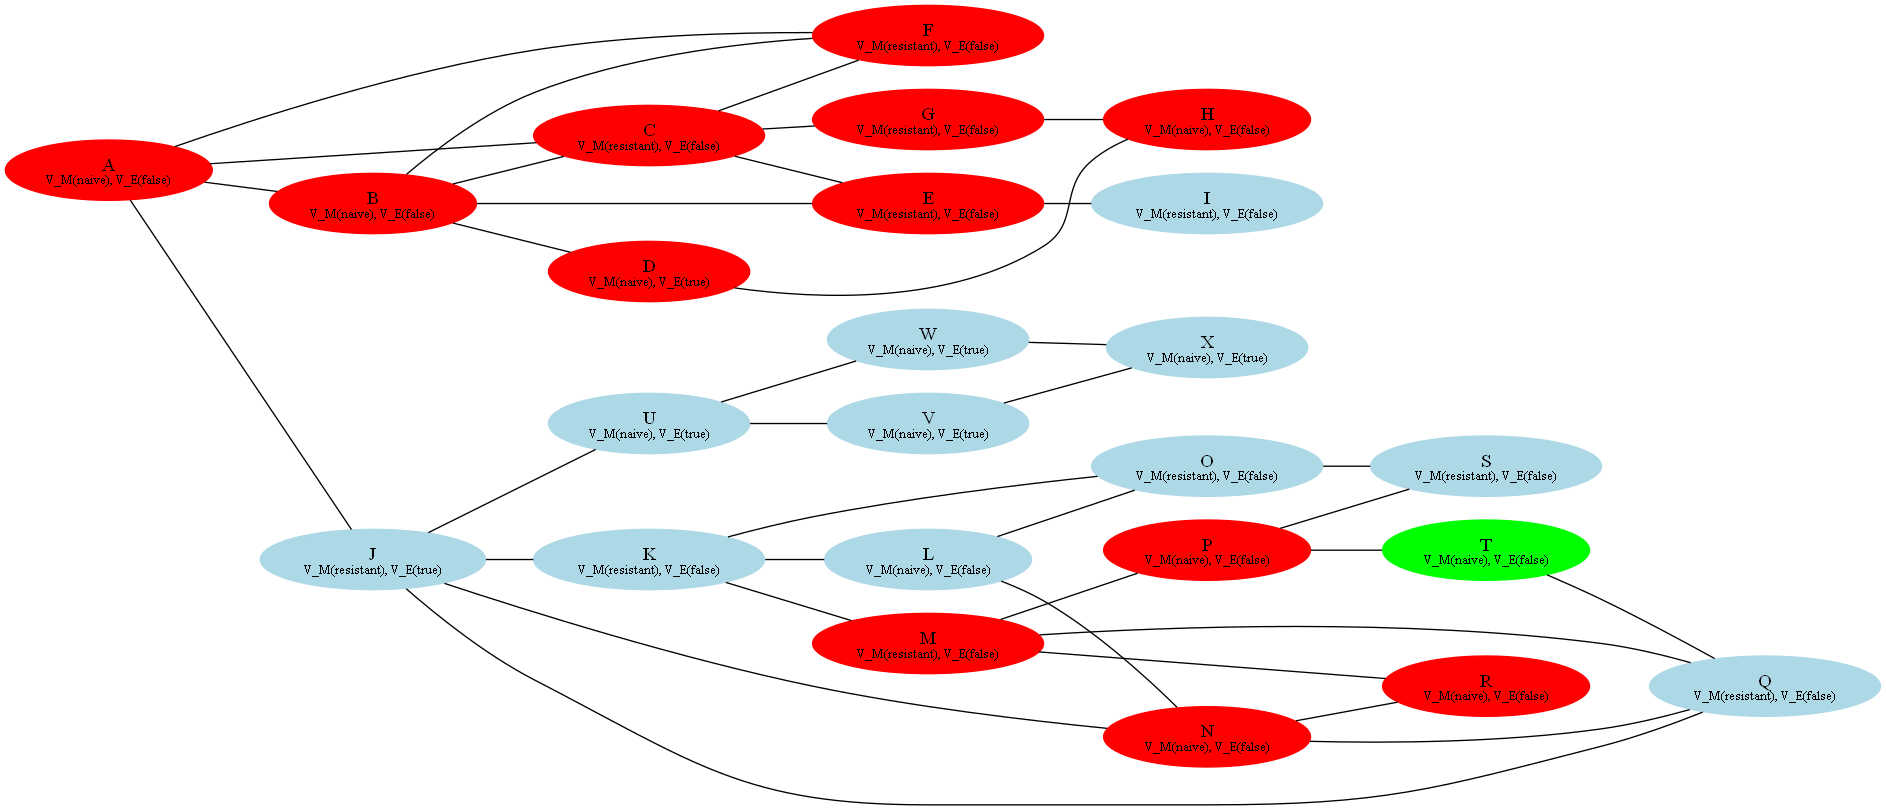 F
V_M(resistant), V_E(false)
G
V_M(resistant), V_E(false)
H
V_M(naive), V_E(false)
C
V_M(resistant), V_E(false)
A
V_M(naive), V_E(false)
B
V_M(naive), V_E(false)
E
V_M(resistant), V_E(false)
I
V_M(resistant), V_E(false)
D
V_M(naive), V_E(true)
W
V_M(naive), V_E(true)
X
V_M(naive), V_E(true)
U
V_M(naive), V_E(true)
V
V_M(naive), V_E(true)
O
V_M(resistant), V_E(false)
S
V_M(resistant), V_E(false)
J
V_M(resistant), V_E(true)
K
V_M(resistant), V_E(false)
L
V_M(naive), V_E(false)
P
V_M(naive), V_E(false)
T
V_M(naive), V_E(false)
M
V_M(resistant), V_E(false)
R
V_M(naive), V_E(false)
Q
V_M(resistant), V_E(false)
N
V_M(naive), V_E(false)